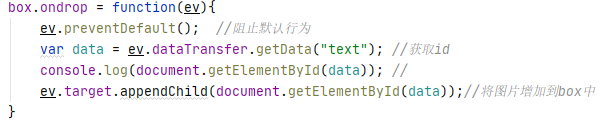 box.ondrop = function(ev){
ev.preventDefault();  //阻止默认行为
var data = ev.dataTransfer.getData("text"); //获取id
console.log(document.getElementById(data)); //
ev.target.appendChild(document.getElementById(data));//将图片增加到box中
}